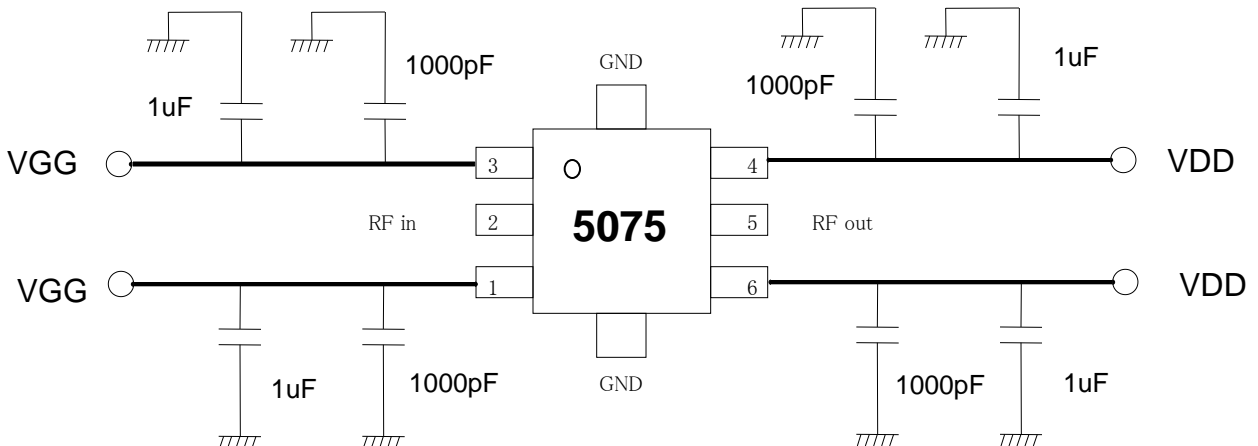 1uF
1000pF
GND
1000pF
1uF
VGG
3
4
VDD
RF in
2
5075
5
RF out
VGG
1
6
VDD
1uF
1000pF
GND
1000pF
1uF